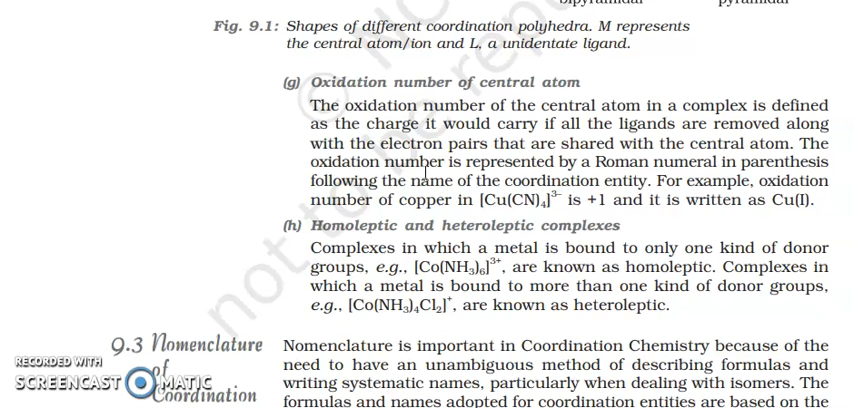 bipyramidal pyramidal
Fig. 9.1: Shapes of different coordination polyhedra. M represents
the central atom/ion and L, a unidentate ligand.
(g) Oxidation number of central atom
The oxidation number of the central atom in a complex is defined
as the charge it would carry if all the ligands are removed along
with the electron pairs that are shared with the central atom. The
oxidation number is represented by a Roman numeral in parenthesis
following the name of the coordination entity. For example, oxidation
number of copper in [Cu(CN)₄]³⁻ is +1 and it is written as Cu(I).
(h) Homoleptic and heteroleptic complexes
Complexes in which a metal is bound to only one kind of donor
groups, e.g., [Co(NH₃)₆]³⁺, are known as homoleptic. Complexes in
which a metal is bound to more than one kind of donor groups,
e.g., [Co(NH₃)₄Cl₂]⁺, are known as heteroleptic.
9.3 Nomenclature
of
Coordination
Nomenclature is important in Coordination Chemistry because of the
need to have an unambiguous method of describing formulas and
writing systematic names, particularly when dealing with isomers. The
formulas and names adopted for coordination entities are based on the
RECORDED WITH
SCREENCAST MATIC
© NC
not to be repu